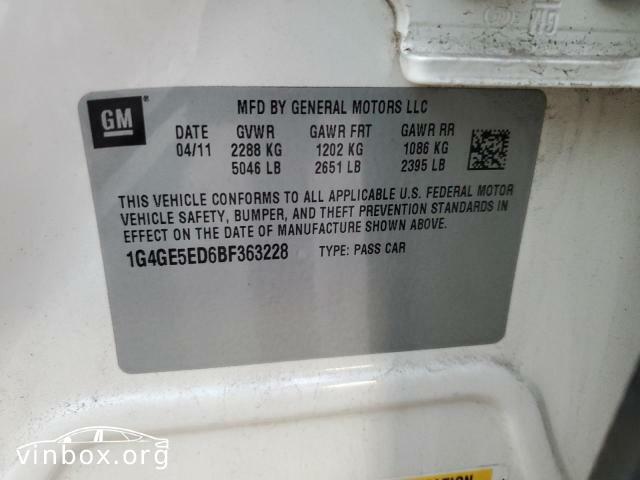 GM
MFD BY GENERAL MOTORS LLC
DATE GVWR GAWR FRT GAWR RR
04/11 2288 KG 1202 KG 1086 KG
5046 LB 2651 LB 2395 LB
THIS VEHICLE CONFORMS TO ALL APPLICABLE U.S. FEDERAL MOTOR
VEHICLE SAFETY, BUMPER, AND THEFT PREVENTION STANDARDS IN
EFFECT ON THE DATE OF MANUFACTURE SHOWN ABOVE.
1G4GE5ED6BF363228 TYPE: PASS CAR
vinbox.org